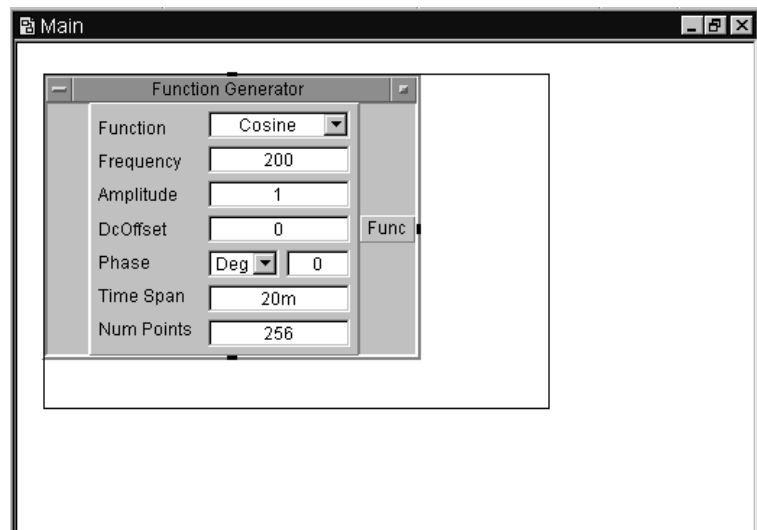 Main
Function Generator
Function Cosine
Frequency 200
Amplitude 1
DcOffset 0 Func
Phase Deg 0
Time Span 20m
Num Points 256